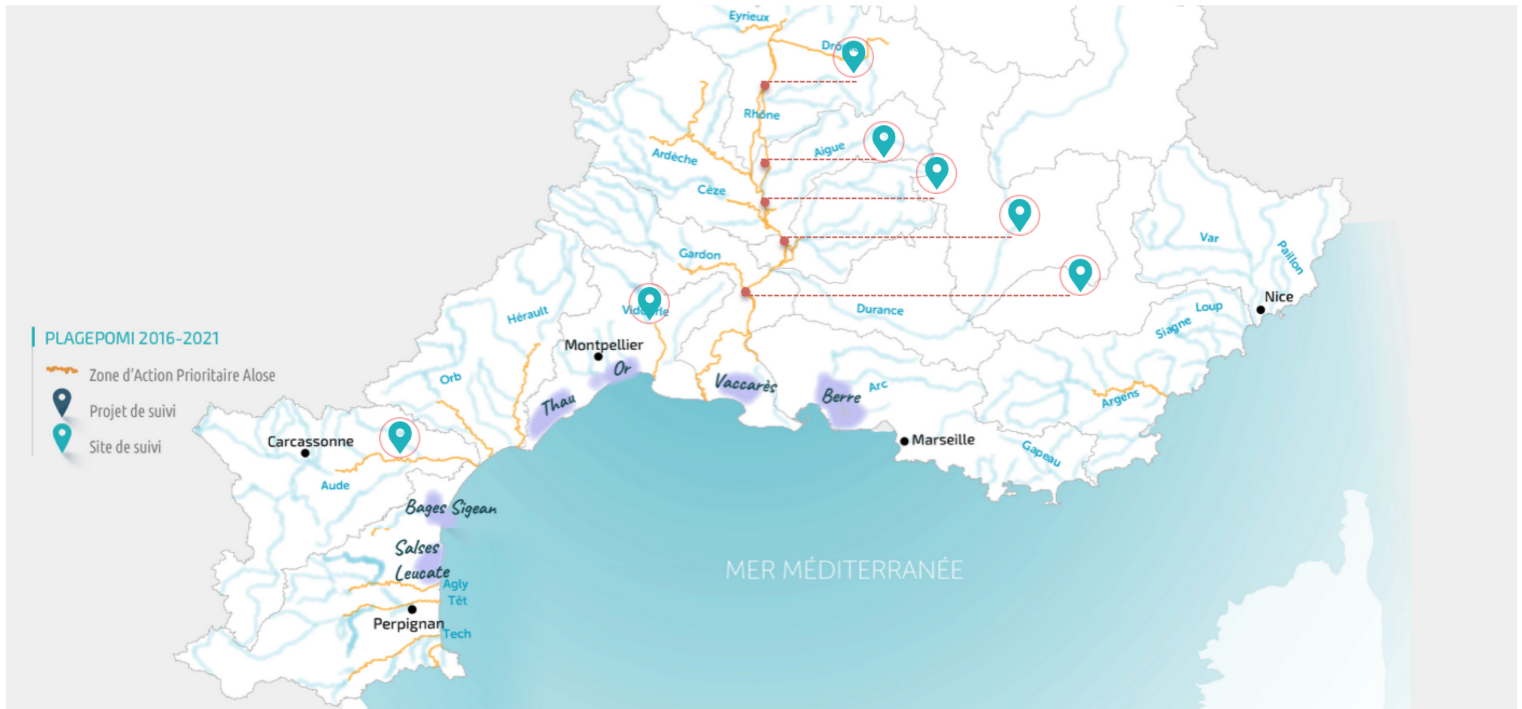 Eyrieux
Drôme
Rhône
Ardèche
Aigue
Cèze
Gardon
Var
Paillon
Vidourle
Hérault
Durance
Loup
Nice
Siagne
PLAGEPOMI 2016-2021
Zone d'Action Prioritaire Alose
Projet de suivi
Site de suivi
Montpellier
Or
Orb
Thau
Vaccarès
Berre
Arc
Argens
Carcassonne
Marseille
Gapeau
Aude
Bages Sigean
Salses
Leucate
MER MÉDITERRANÉE
Agly
Têt
Perpignan
Tech